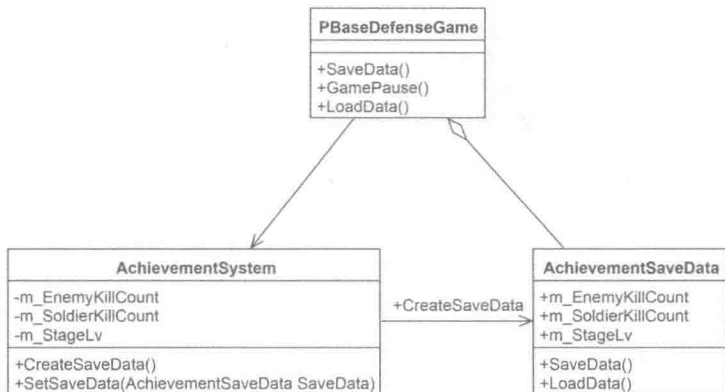 PBaseDefenseGame
+SaveData()
+GamePause()
+LoadData()
AchievementSystem
-m_EnemyKillCount
-m_SoldierKillCount
-m_StageLv
+CreateSaveData()
+SetSaveData(AchievementSaveData SaveData)
+CreateSaveData
AchievementSaveData
+m_EnemyKillCount
+m_SoldierKillCount
+m_StageLv
+SaveData()
+LoadData()